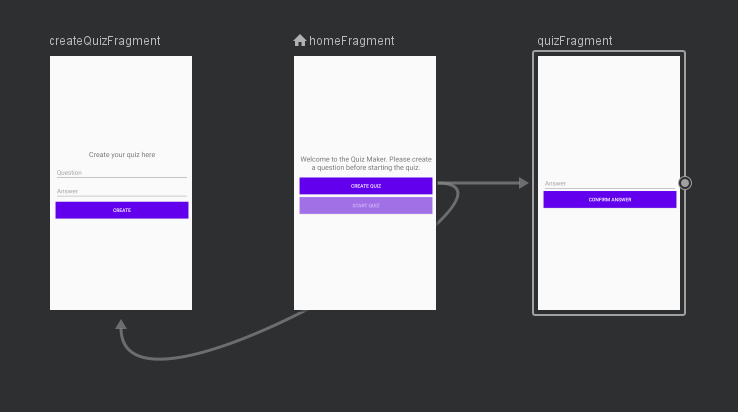 createQuizFragment
Create your quiz here
Question
Answer
CREATE
homeFragment
Welcome to the Quiz Maker. Please create
a question before starting the quiz.
CREATE QUIZ
START QUIZ
quizFragment
Answer
CONFIRM ANSWER